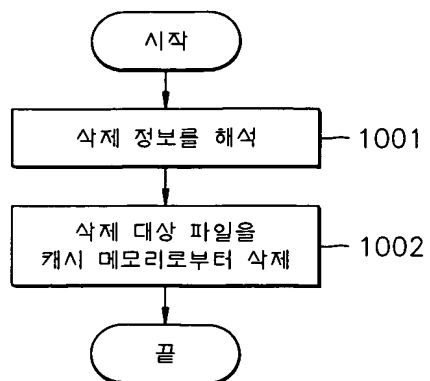 시작
삭제 정보를 해석
1001
삭제 대상 파일을
캐시 메모리로부터 삭제
1002
끝